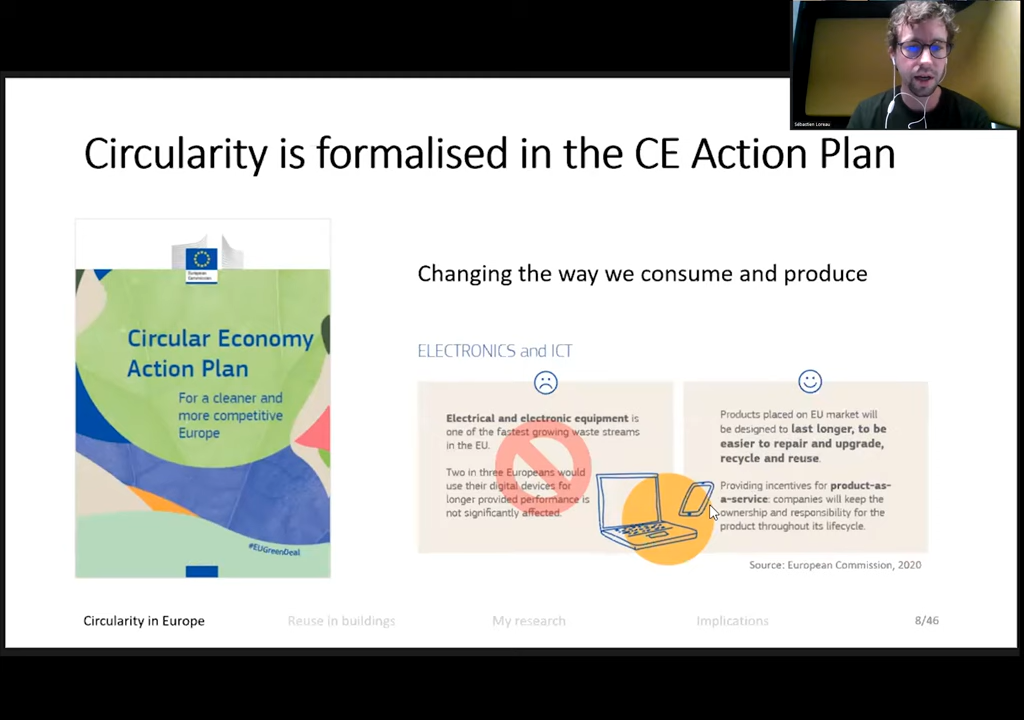 Sébastien Loreau
Circularity is formalised in the CE Action Plan
European
Commission
Circular Economy
Action Plan
For a cleaner and
more competitive
Europe
#EUGreenDeal
Changing the way we consume and produce
ELECTRONICS and ICT
Electrical and electronic equipment is
one of the fastest growing waste streams
in the EU.
Two in three Europeans would
use their digital devices for
longer provided performance is
not significantly affected.
Products placed on EU market will
be designed to last longer, to be
easier to repair and upgrade,
recycle and reuse.
Providing incentives for product-as-
a-service: companies will keep the
ownership and responsibility for the
product throughout its lifecycle.
Source: European Commission, 2020
Circularity in Europe
Reuse in buildings
My research
Implications
8/46